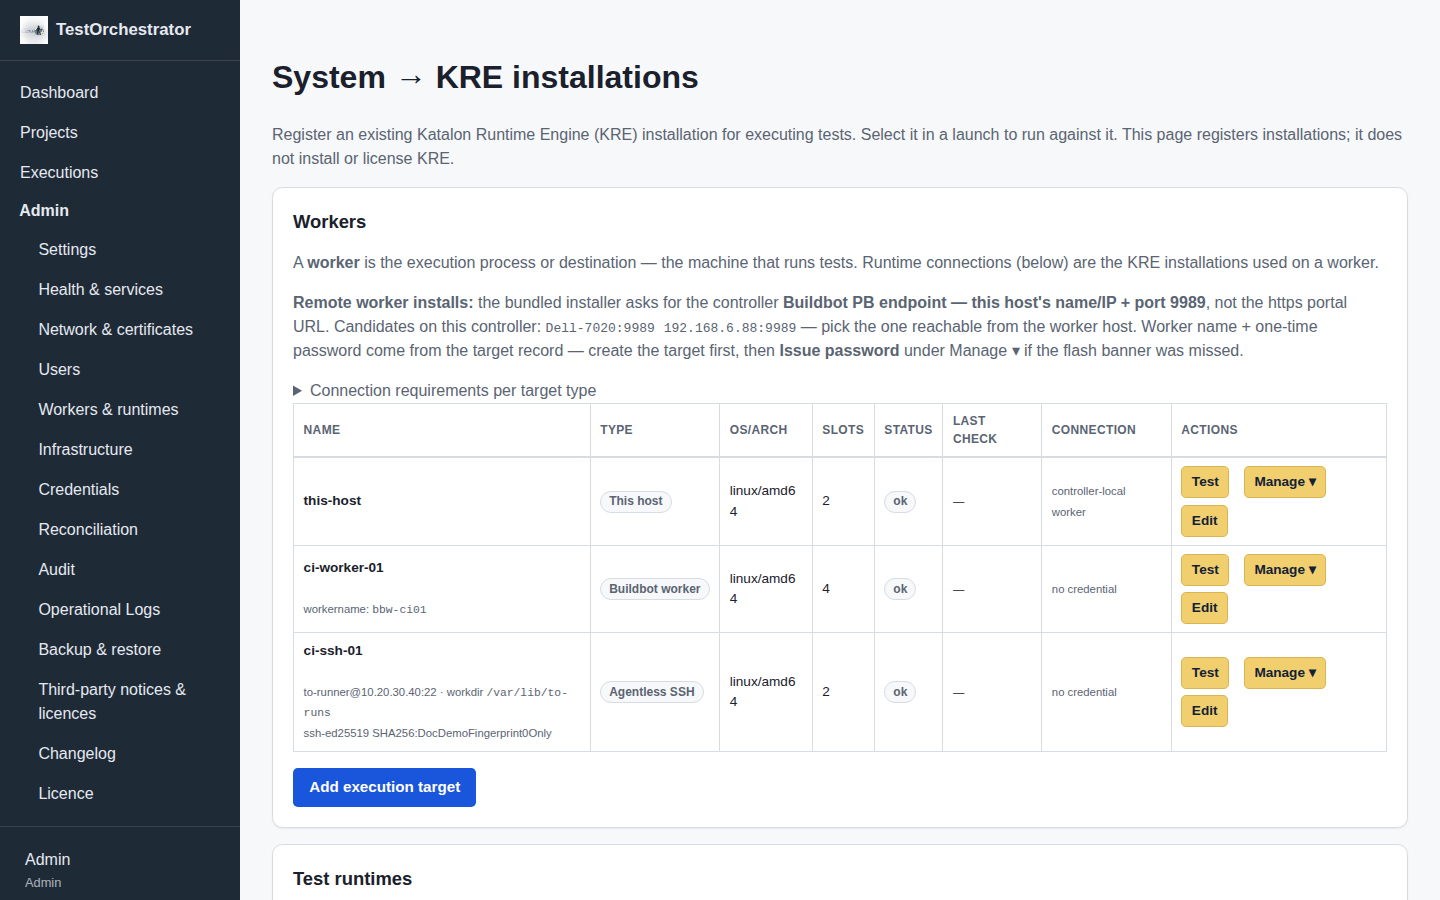 TestOrchestrator
Dashboard
Projects
Executions
Admin
Settings
Health & services
Network & certificates
Users
Workers & runtimes
Infrastructure
Credentials
Reconciliation
Audit
Operational Logs
Backup & restore
Third-party notices &
licences
Changelog
Licence
Admin
Admin
System → KRE installations
Register an existing Katalon Runtime Engine (KRE) installation for executing tests. Select it in a launch to run against it. This page registers installations; it does
not install or license KRE.
Workers
A worker is the execution process or destination — the machine that runs tests. Runtime connections (below) are the KRE installations used on a worker.
Remote worker installs: the bundled installer asks for the controller Buildbot PB endpoint — this host's name/IP + port 9989, not the https portal
URL. Candidates on this controller: Dell-7020:9989 192.168.6.88:9989 — pick the one reachable from the worker host. Worker name + one-time
password come from the target record — create the target first, then Issue password under Manage ▾ if the flash banner was missed.
▶ Connection requirements per target type
NAME TYPE OS/ARCH SLOTS STATUS LAST CHECK CONNECTION ACTIONS
this-host This host linux/amd64 2 ok — controller-local worker Test Manage ▾ Edit
ci-worker-01 Buildbot worker linux/amd64 4 ok — no credential Test Manage ▾ Edit
workername: bbw-ci01
ci-ssh-01 Agentless SSH linux/amd64 2 ok — no credential Test Manage ▾ Edit
to-runner@10.20.30.40:22 · workdir /var/lib/to-
runs
ssh-ed25519 SHA256:DocDemoFingerprint0Only
Add execution target
Test runtimes